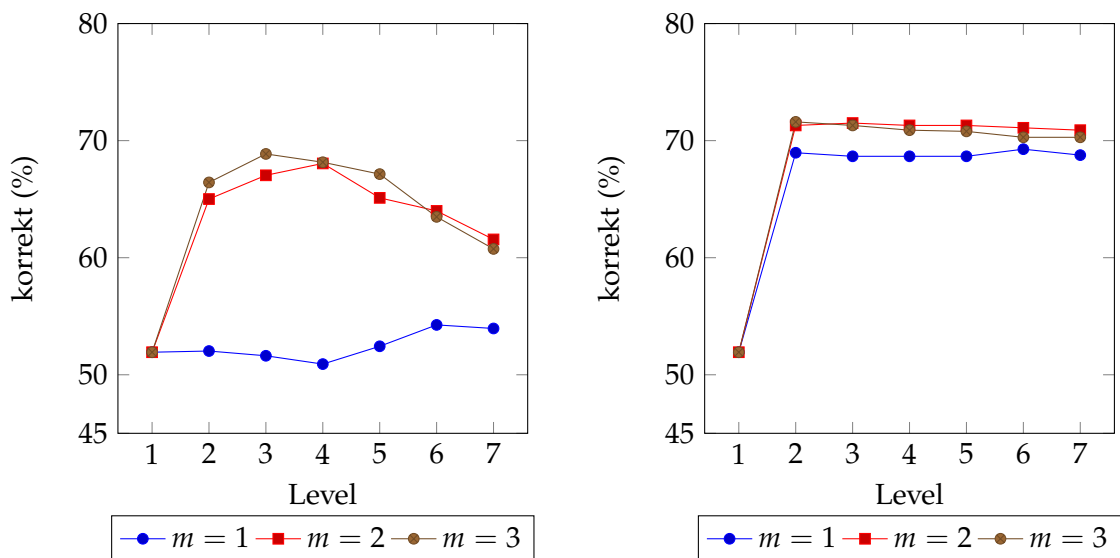 80
70
60
50
45
korrekt (%)
1 2 3 4 5 6 7
Level
m = 1 m = 2 m = 3
80
70
60
50
45
korrekt (%)
1 2 3 4 5 6 7
Level
m = 1 m = 2 m = 3